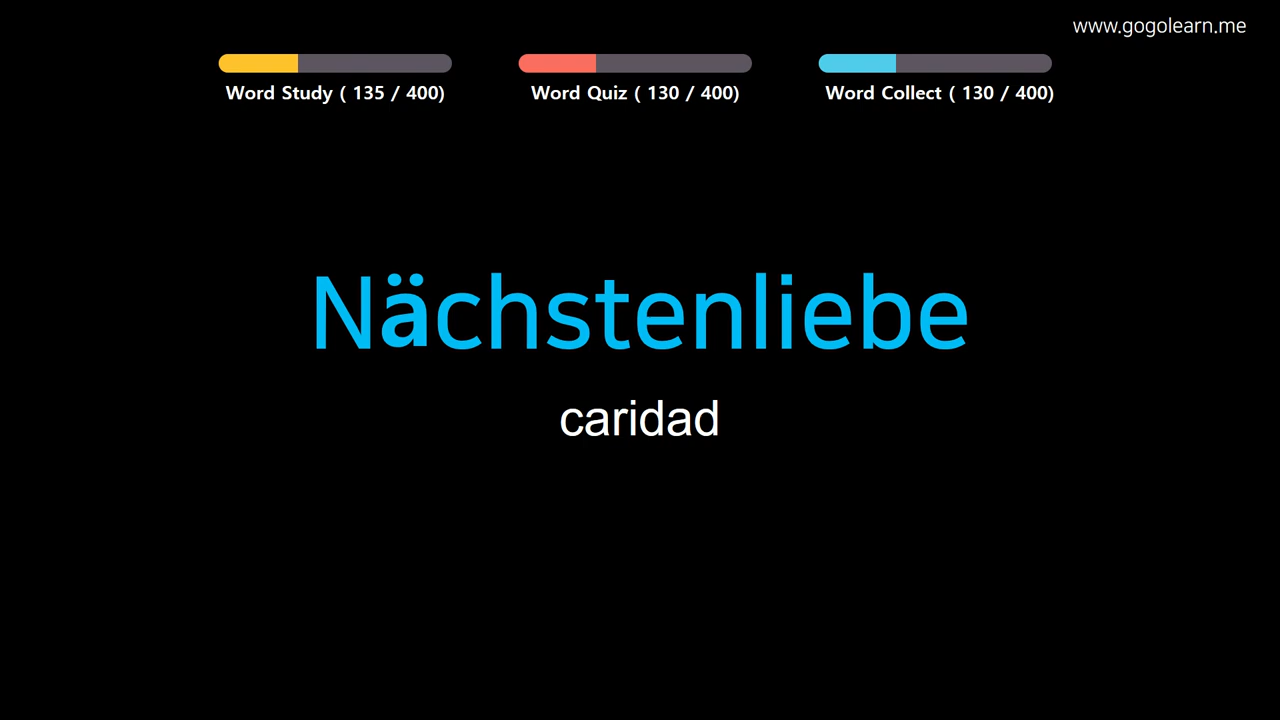 www.gogolearn.me
Word Study ( 135 / 400)
Word Quiz ( 130 / 400)
Word Collect ( 130 / 400)
Nächstenliebe
caridad